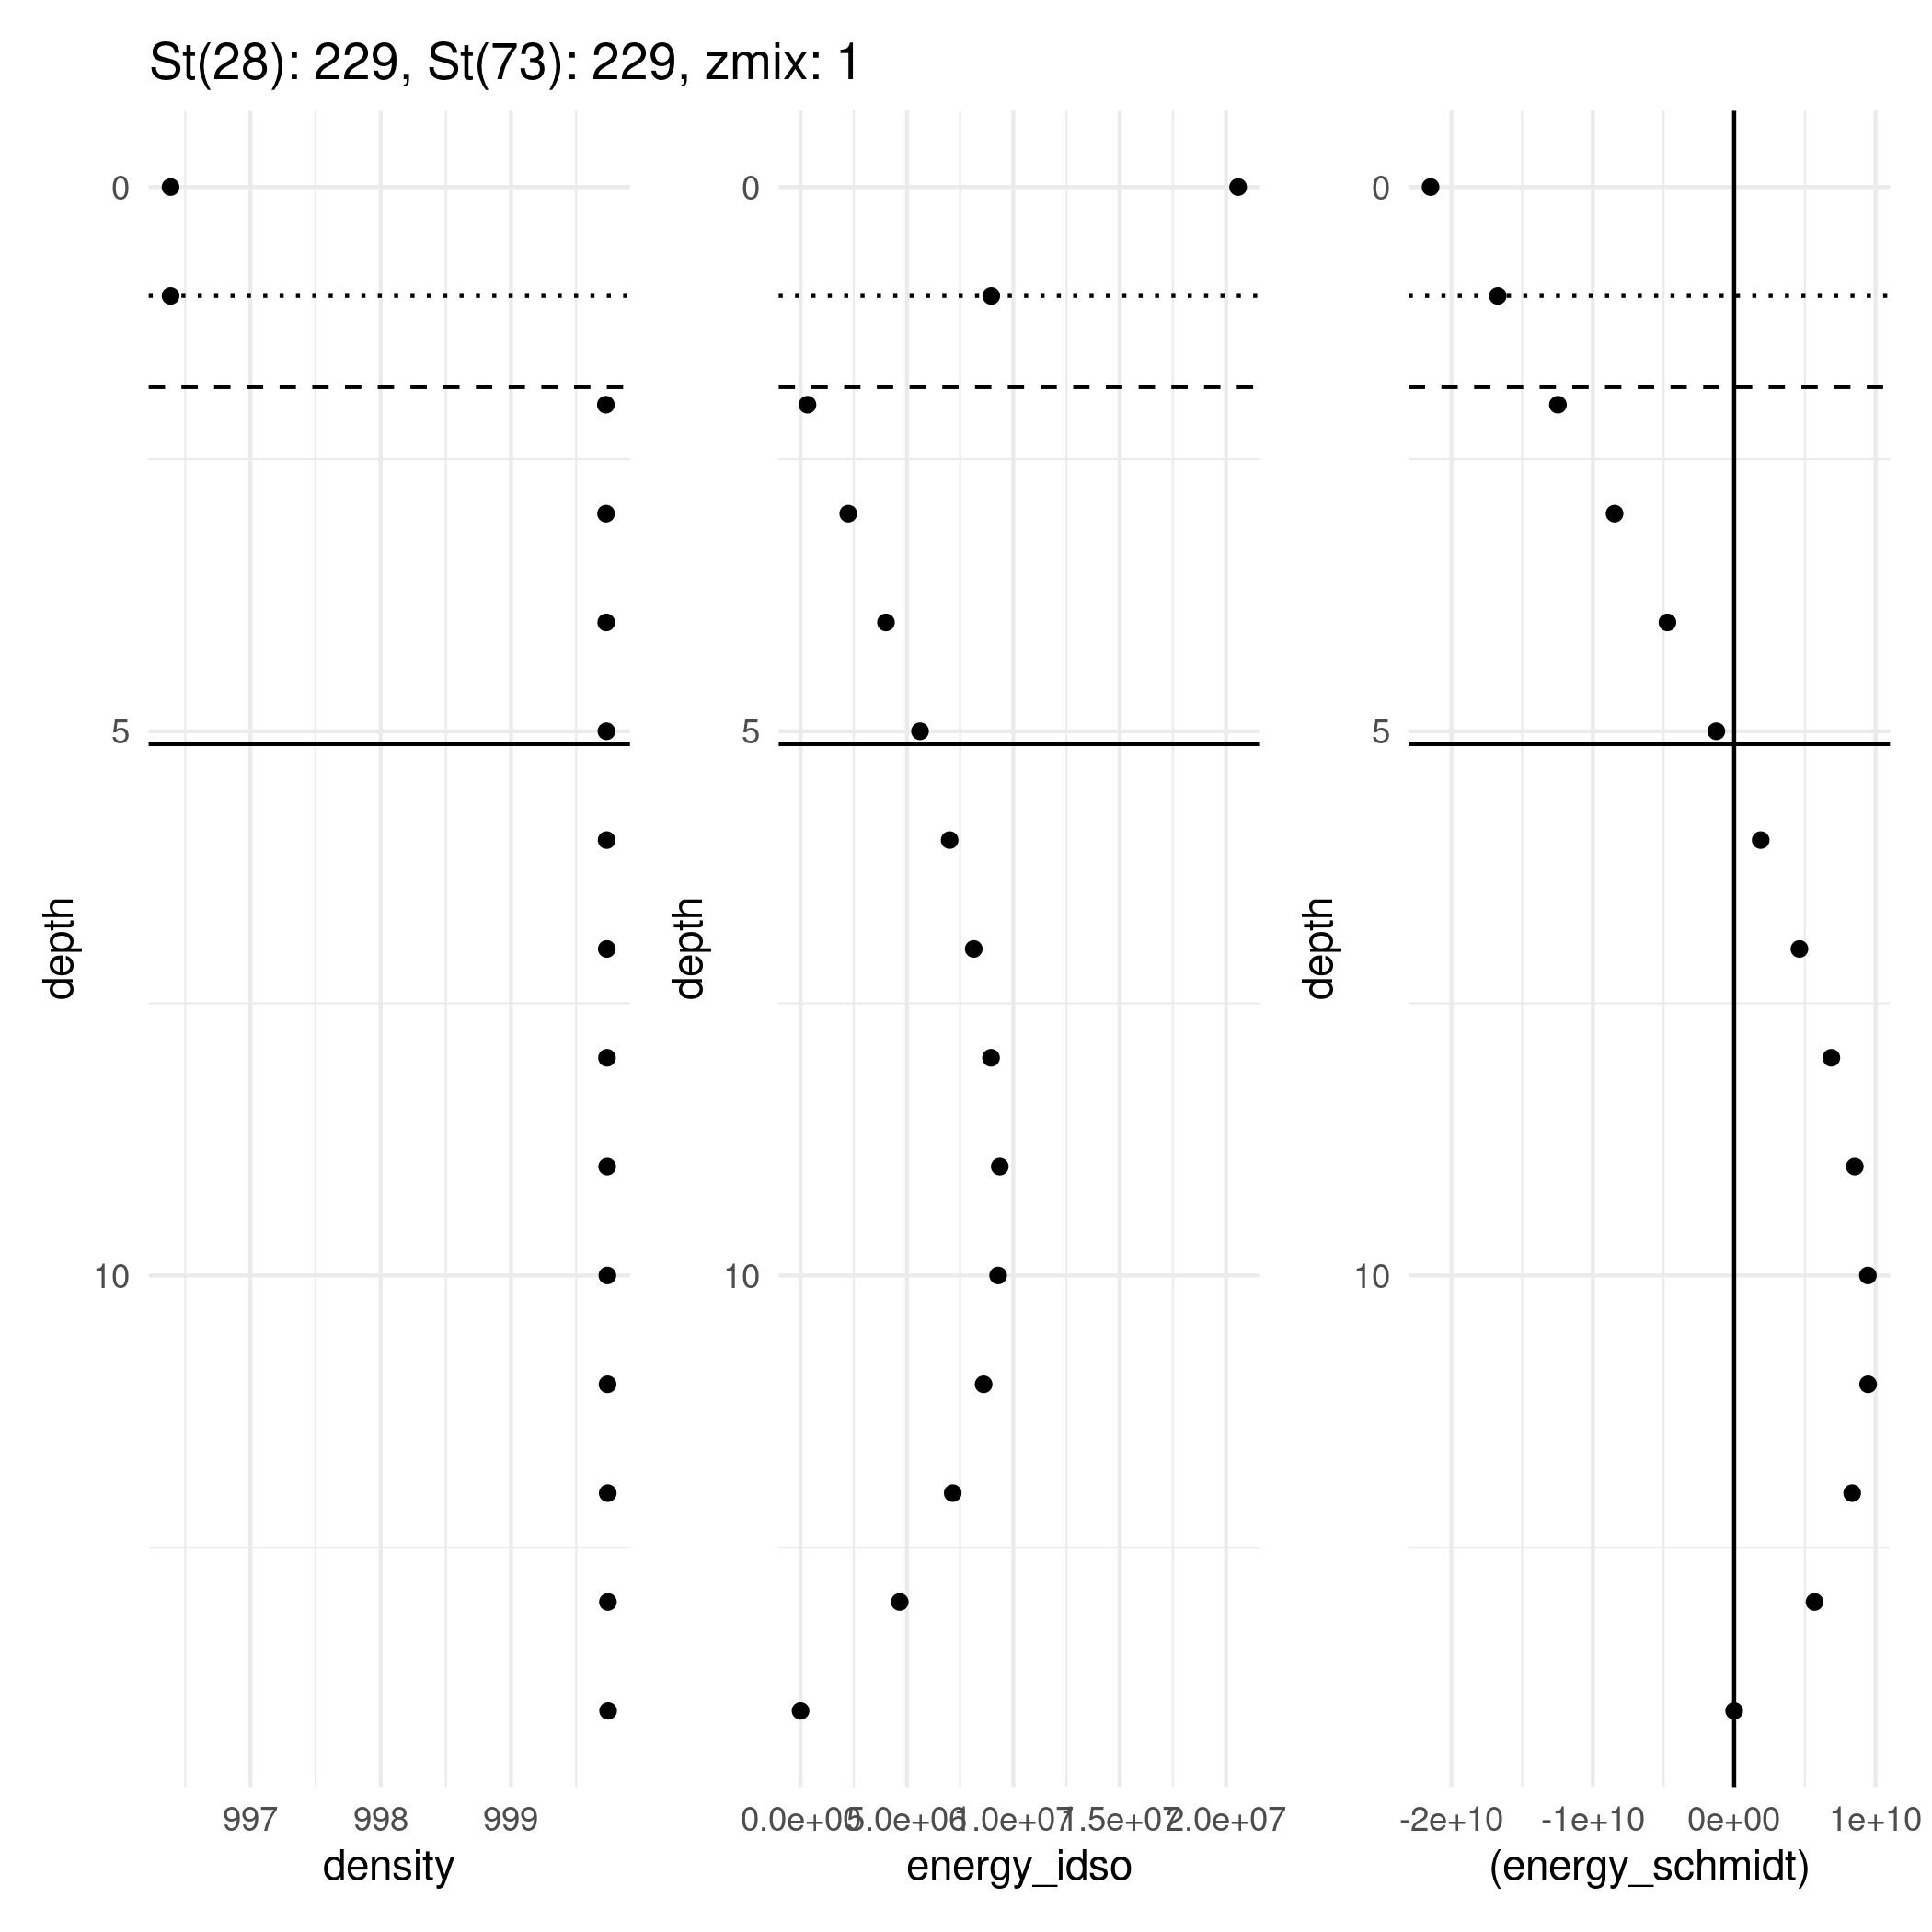 St(28): 229, St(73): 229, zmix: 1
0
5
10
depth
997 998 999
density
0
5
10
depth
0.0e+00 5.0e+06 1.0e+07 1.5e+07 2.0e+07
energy_idso
0
5
10
depth
-2e+10 -1e+10 0e+00 1e+10
(energy_schmidt)